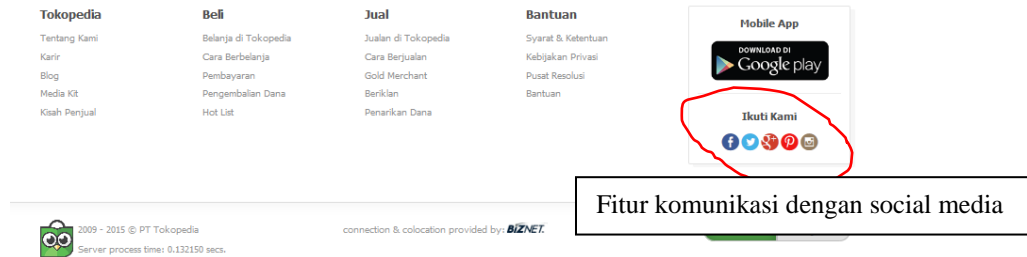 Tokopedia
Tentang Kami
Karir
Blog
Media Kit
Kisah Penjual
Beli
Belanja di Tokopedia
Cara Berbelanja
Pembayaran
Pengembalian Dana
Hot List
Jual
Jualan di Tokopedia
Cara Berjualan
Gold Merchant
Beriklan
Penarikan Dana
Bantuan
Syarat & Ketentuan
Kebijakan Privasi
Pusat Resolusi
Bantuan
Mobile App
DOWNLOAD DI
Google play
Ikuti Kami
Fitur komunikasi dengan social media
2009 - 2015 © PT Tokopedia
Server process time: 0.132150 secs.
connection & colocation provided by: BIZNET.